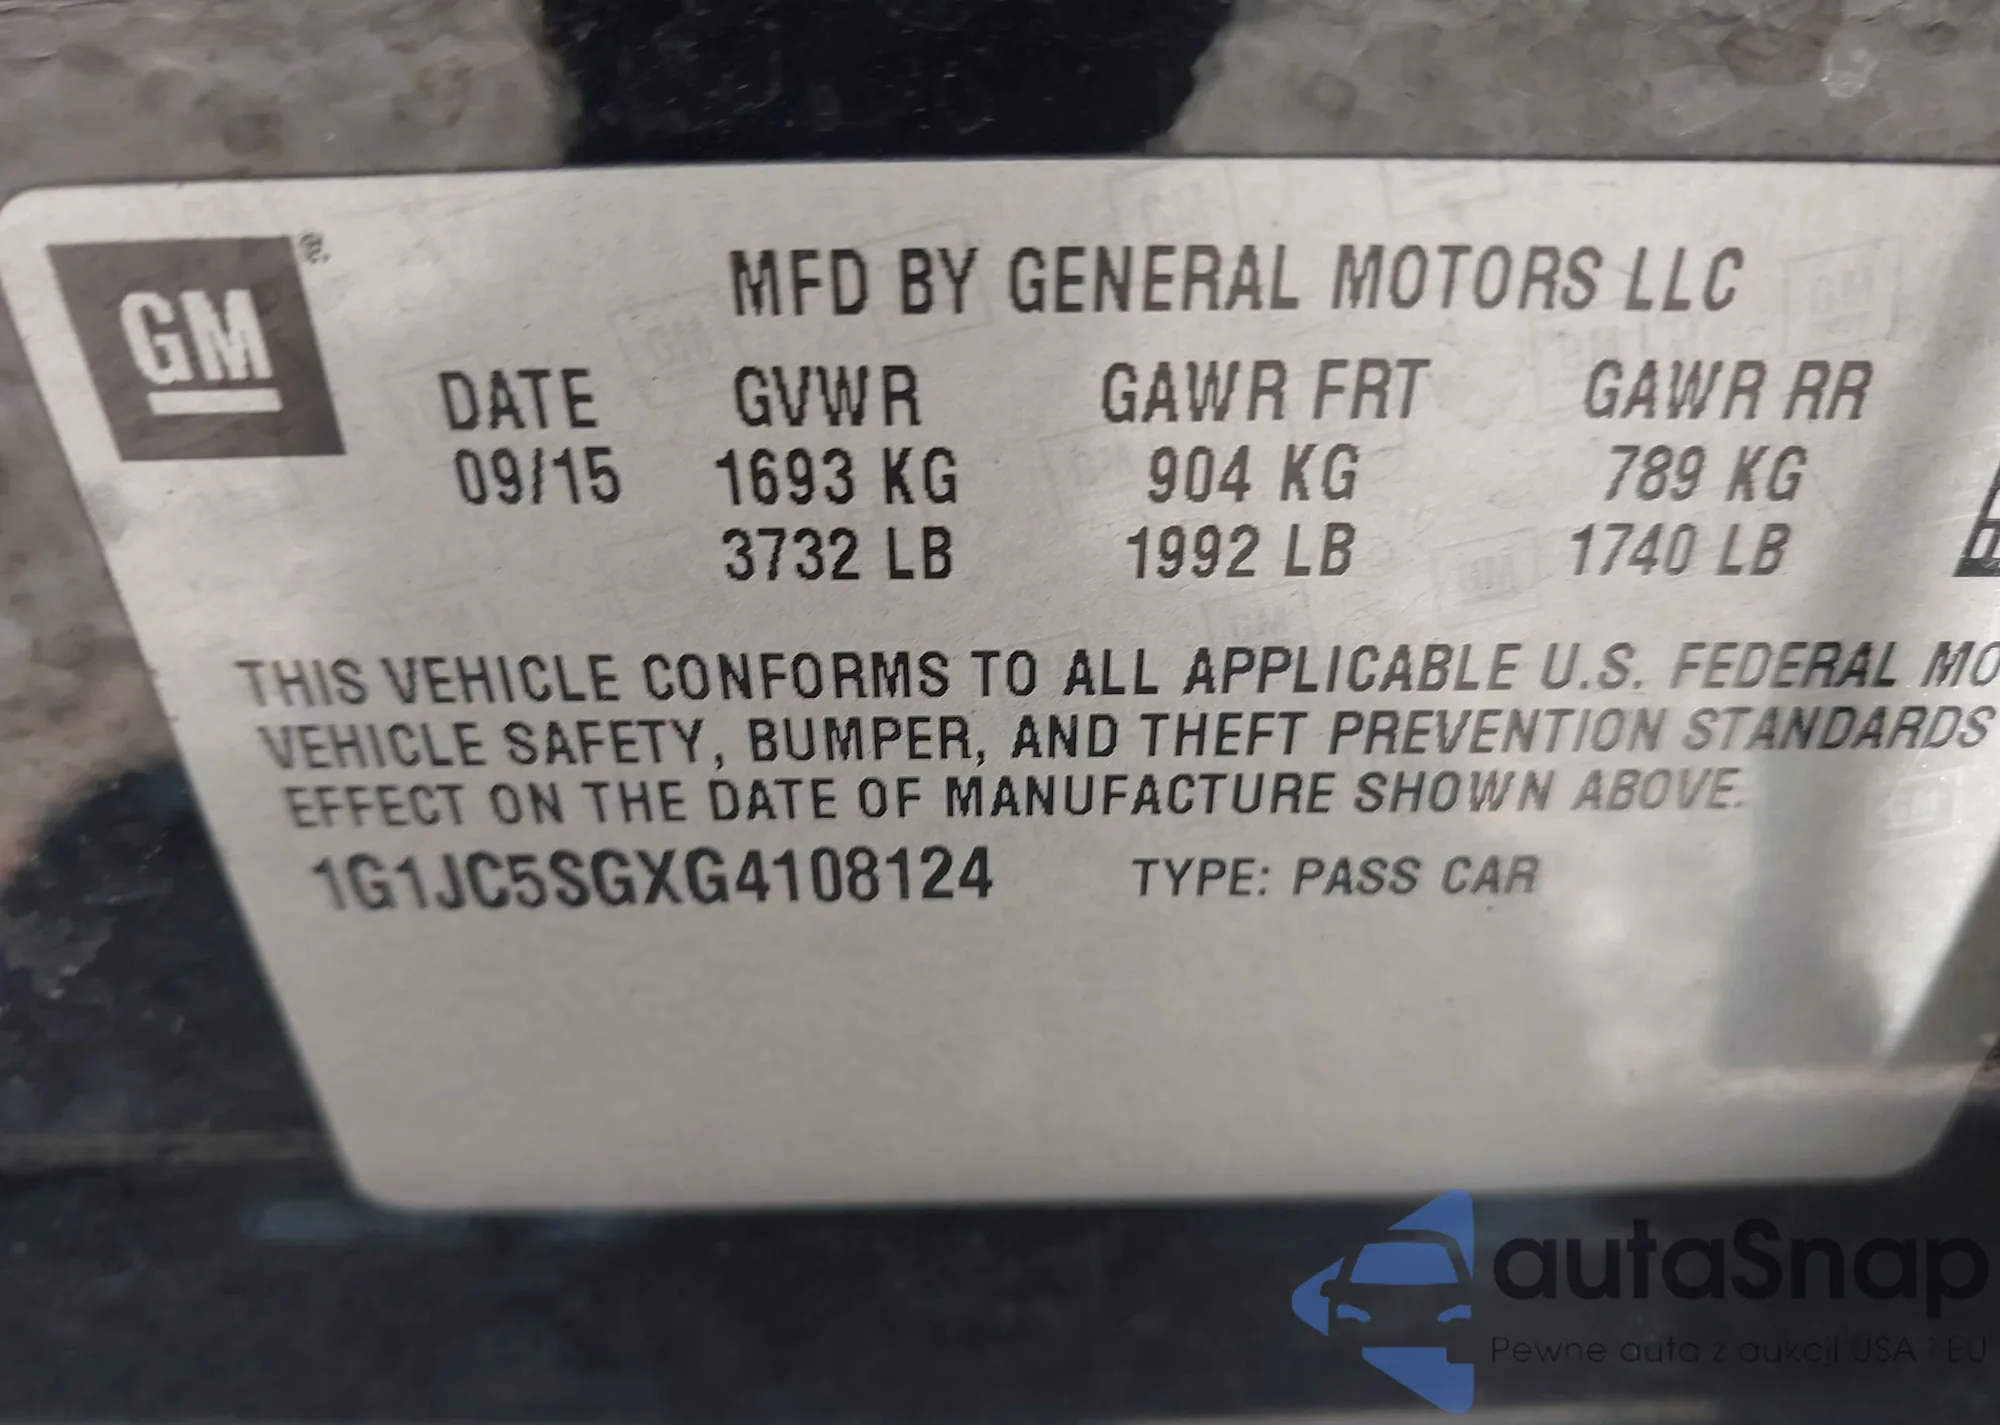 GM
MFD BY GENERAL MOTORS LLC
DATE GVWR GAWR FRT GAWR RR
09/15 1693 KG 904 KG 789 KG
3732 LB 1992 LB 1740 LB
THIS VEHICLE CONFORMS TO ALL APPLICABLE U.S. FEDERAL MO
VEHICLE SAFETY, BUMPER, AND THEFT PREVENTION STANDARDS
EFFECT ON THE DATE OF MANUFACTURE SHOWN ABOVE.
1G1JC5SGXG4108124 TYPE: PASS CAR
autaSnap
Pewne auta z aukcji USA i EU